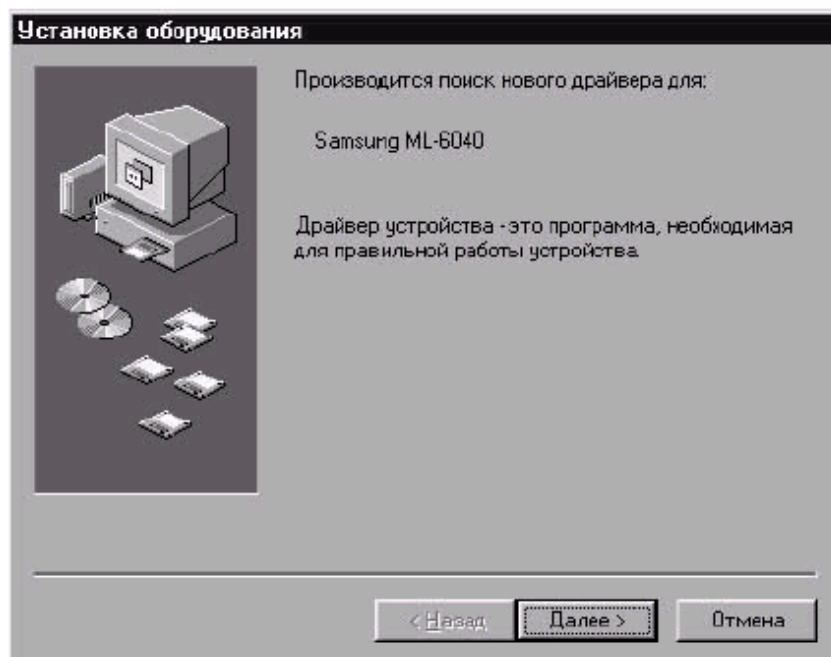 Установка оборудования
Производится поиск нового драйвера для:
Samsung ML-6040
Драйвер устройства - это программа, необходимая
для правильной работы устройства.
< Назад
Далее >
Отмена